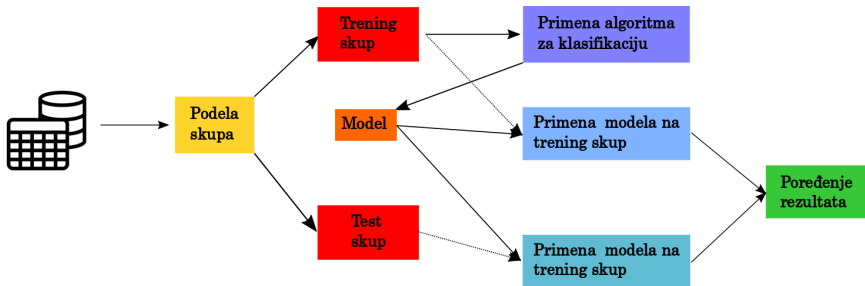 Trening
skup
Primena algoritma
za klasifikaciju
Podela
skupa
Model
Primena modela na
trening skup
Poređenje
rezultata
Test
skup
Primena modela na
trening skup